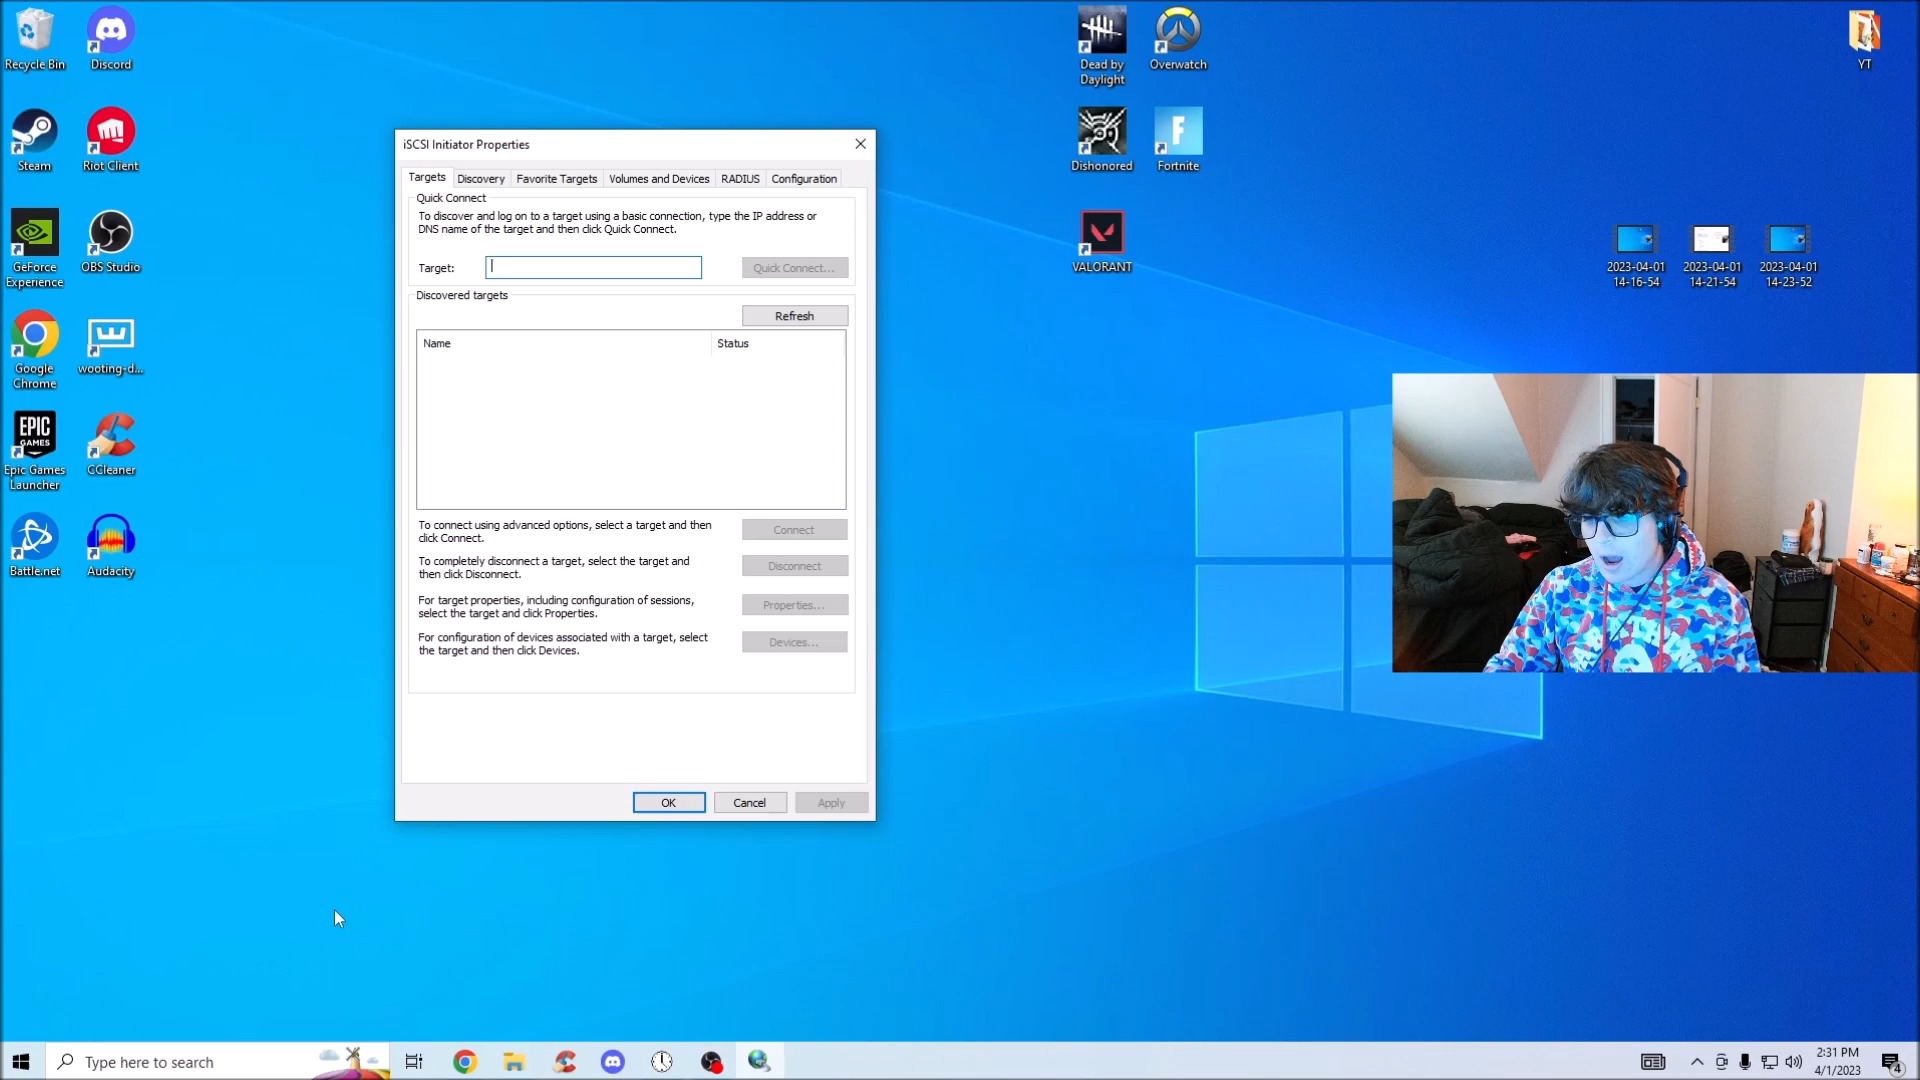 Recycle Bin
Discord
Steam
Riot Client
GeForce
Experience
OBS Studio
Google
Chrome
wooting-d...
EPIC
GAMES
Epic Games
Launcher
CCleaner
Battle.net
Audacity
iSCSI Initiator Properties
Targets
Discovery
Favorite Targets
Volumes and Devices
RADIUS
Configuration
Quick Connect
To discover and log on to a target using a basic connection, type the IP address or
DNS name of the target and then click Quick Connect.
Target:
Quick Connect...
Discovered targets
Refresh
Name
Status
To connect using advanced options, select a target and then
click Connect.
Connect
To completely disconnect a target, select the target and
then click Disconnect.
Disconnect
For target properties, including configuration of sessions,
select the target and click Properties.
Properties...
For configuration of devices associated with a target, select
the target and then click Devices.
Devices...
OK
Cancel
Apply
Dead by
Daylight
Overwatch
Dishonored
Fortnite
VALORANT
YT
2023-04-01
14-16-54
2023-04-01
14-21-54
2023-04-01
14-23-52
Type here to search
2:31 PM
4/1/2023
4